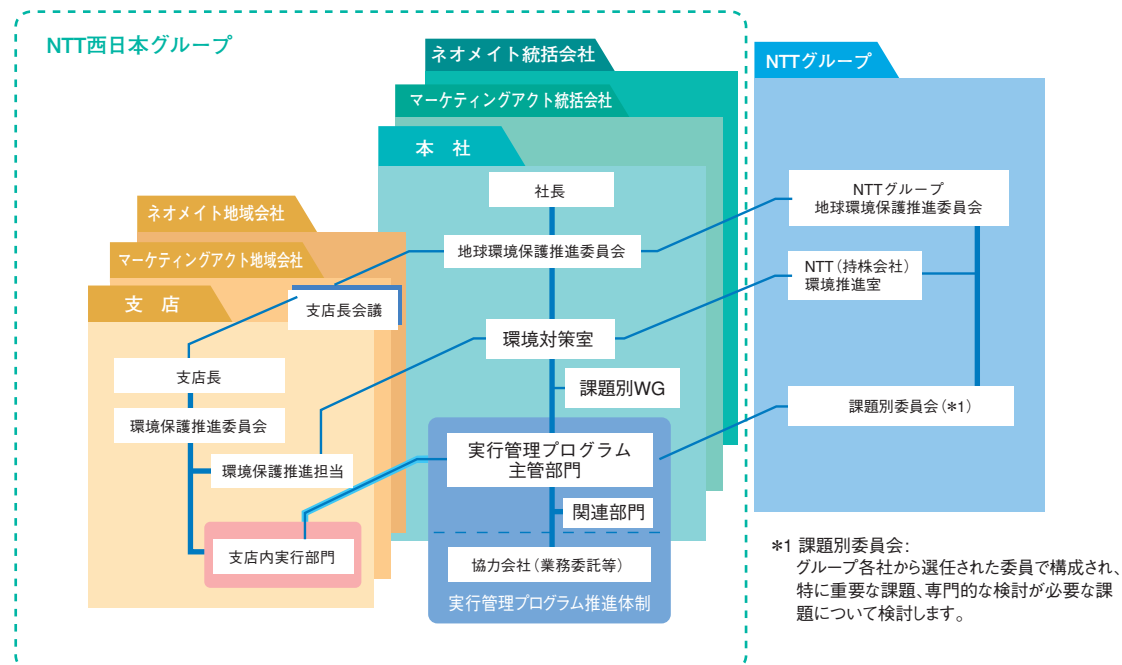 NTT西日本グループ
ネオメイト統括会社
マーケティングアクト統括会社
本 社
社長
地球環境保護推進委員会
環境対策室
課題別WG
実行管理プログラム
主管部門
関連部門
協力会社(業務委託等)
実行管理プログラム推進体制
ネオメイト地域会社
マーケティングアクト地域会社
支 店
支店長会議
支店長
環境保護推進委員会
環境保護推進担当
支店内実行部門
NTTグループ
NTTグループ
地球環境保護推進委員会
NTT(持株会社)
環境推進室
課題別委員会(*1)
*1 課題別委員会:
グループ各社から選任された委員で構成され、
特に重要な課題、専門的な検討が必要な課
題について検討します。